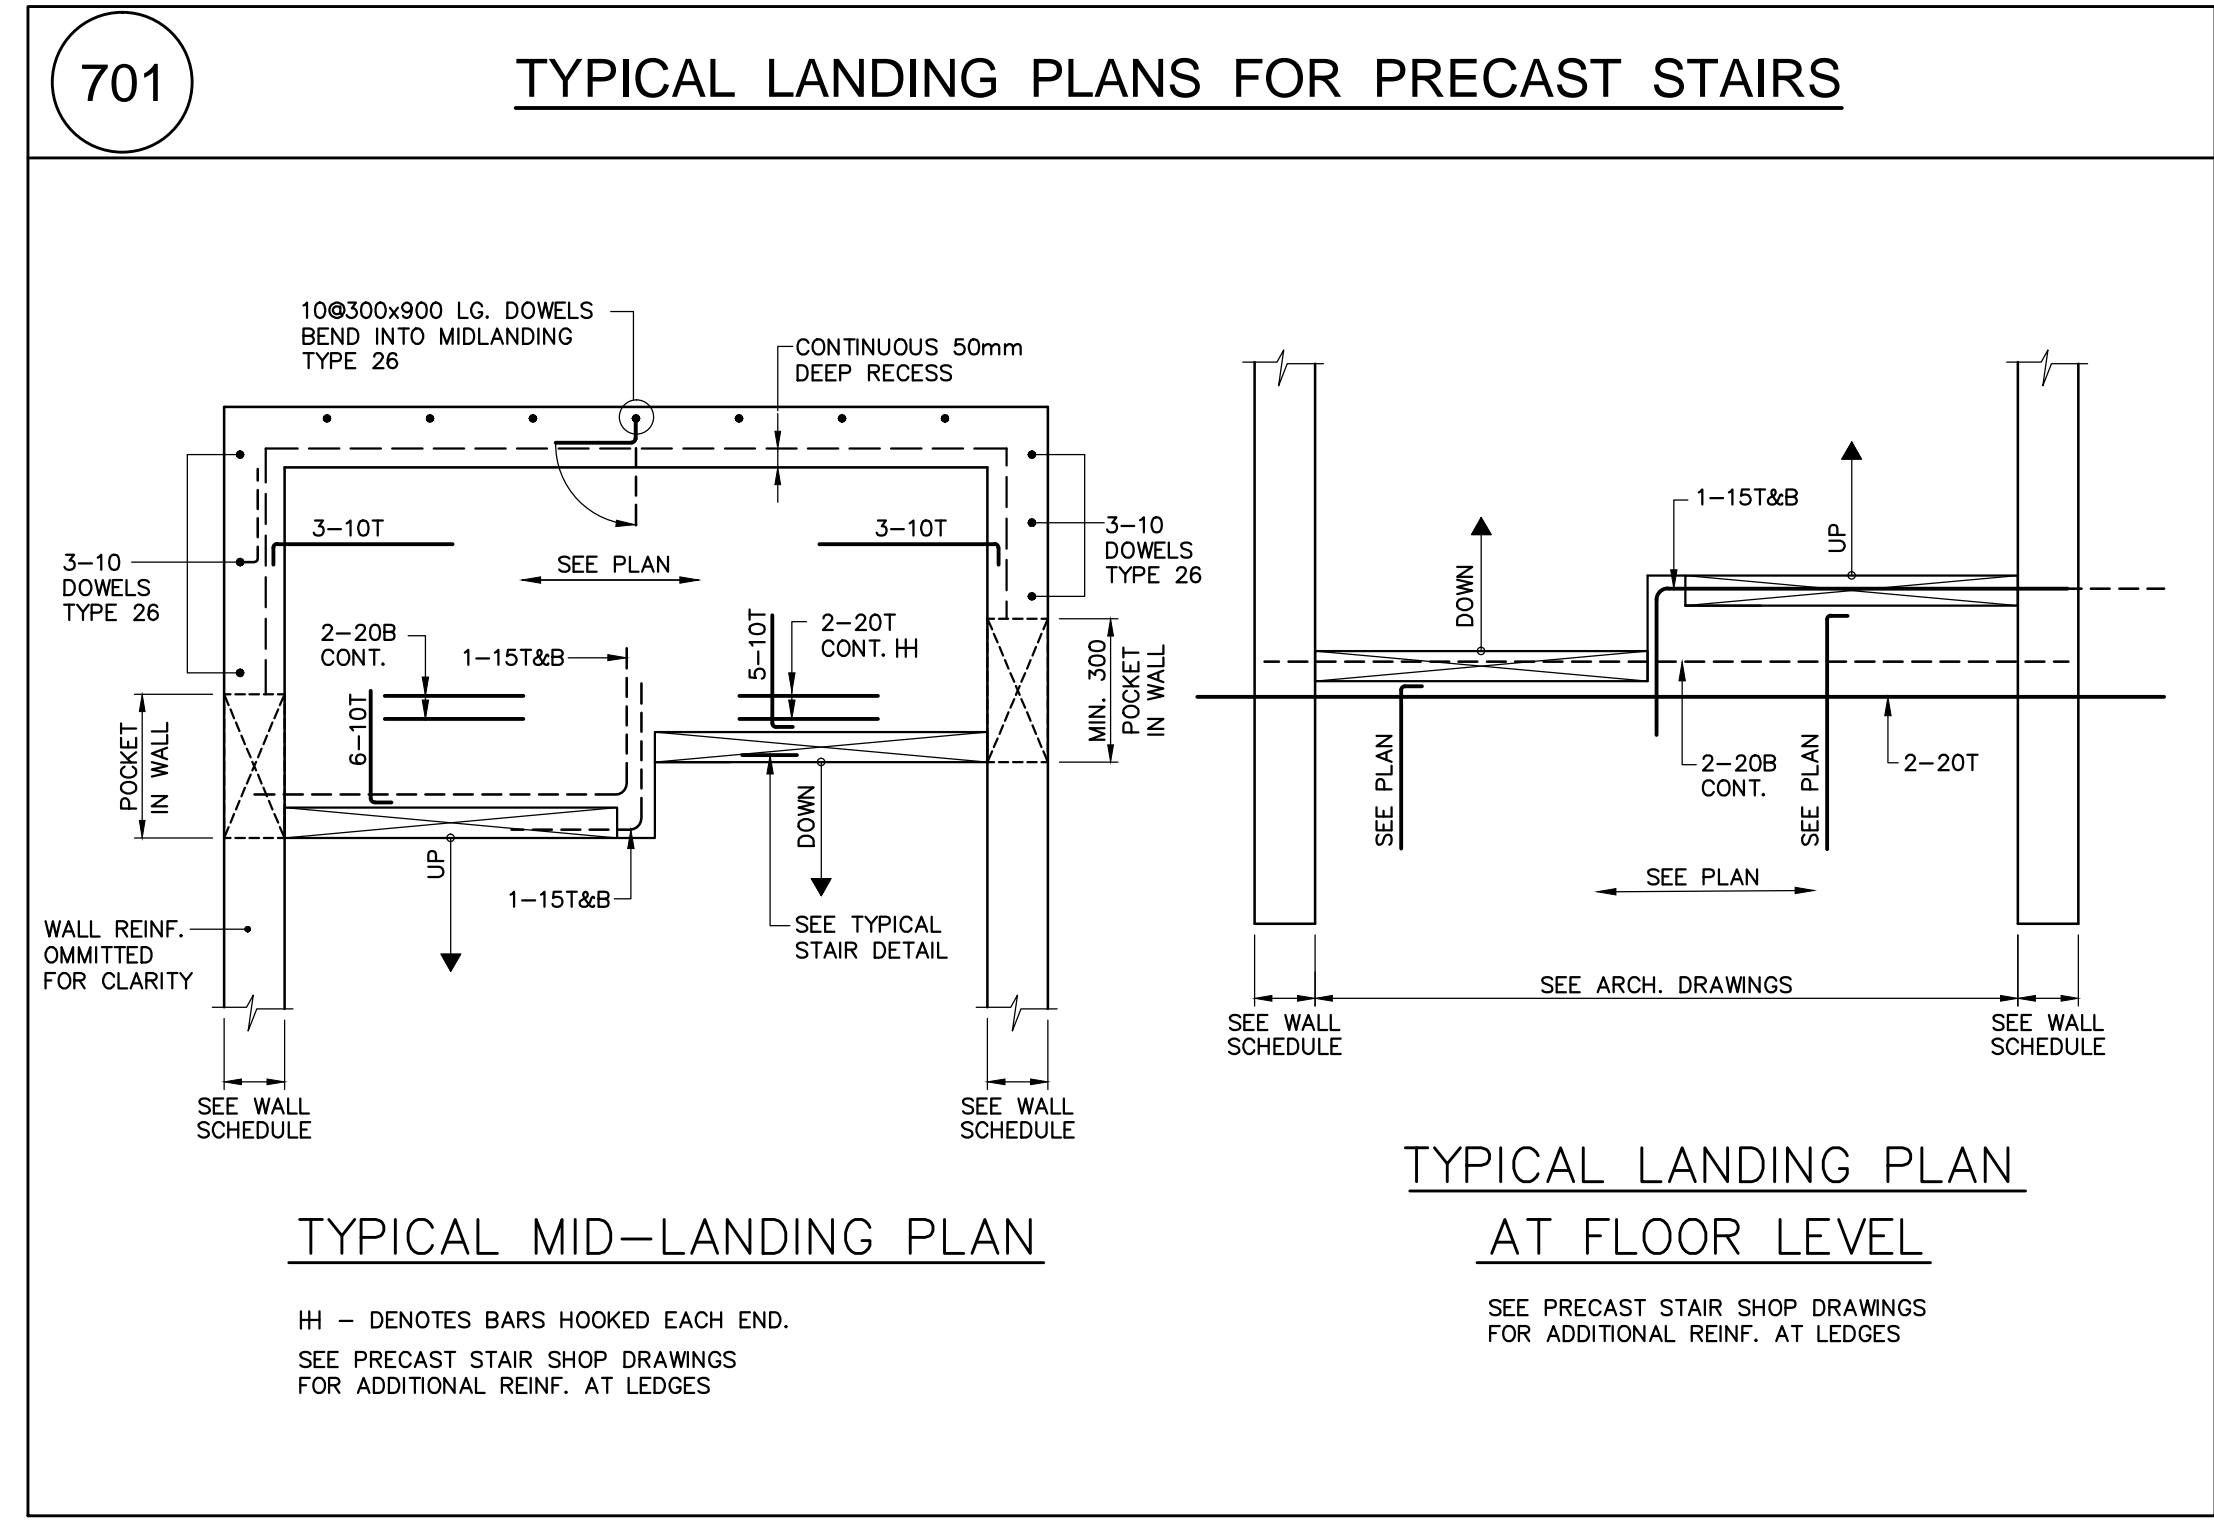 701
TYPICAL LANDING PLANS FOR PRECAST STAIRS
10@300x900 LG. DOWELS
BEND INTO MIDLANDING
TYPE 26
CONTINUOUS 50mm
DEEP RECESS
3-10T
3-10T
SEE PLAN
3-10
DOWELS
TYPE 26
3-10
DOWELS
TYPE 26
2-20B
CONT.
1-15T&B
5-10T
2-20T
CONT. HH
6-10T
POCKET
IN WALL
MIN. 300
POCKET
IN WALL
UP
DOWN
1-15T&B
SEE TYPICAL
STAIR DETAIL
WALL REINF.
OMMITTED
FOR CLARITY
SEE WALL
SCHEDULE
SEE WALL
SCHEDULE
TYPICAL MID-LANDING PLAN
HH - DENOTES BARS HOOKED EACH END.
SEE PRECAST STAIR SHOP DRAWINGS
FOR ADDITIONAL REINF. AT LEDGES
1-15T&B
UP
DOWN
SEE PLAN
2-20B
CONT.
SEE PLAN
2-20T
SEE PLAN
SEE ARCH. DRAWINGS
SEE WALL
SCHEDULE
SEE WALL
SCHEDULE
TYPICAL LANDING PLAN
AT FLOOR LEVEL
SEE PRECAST STAIR SHOP DRAWINGS
FOR ADDITIONAL REINF. AT LEDGES